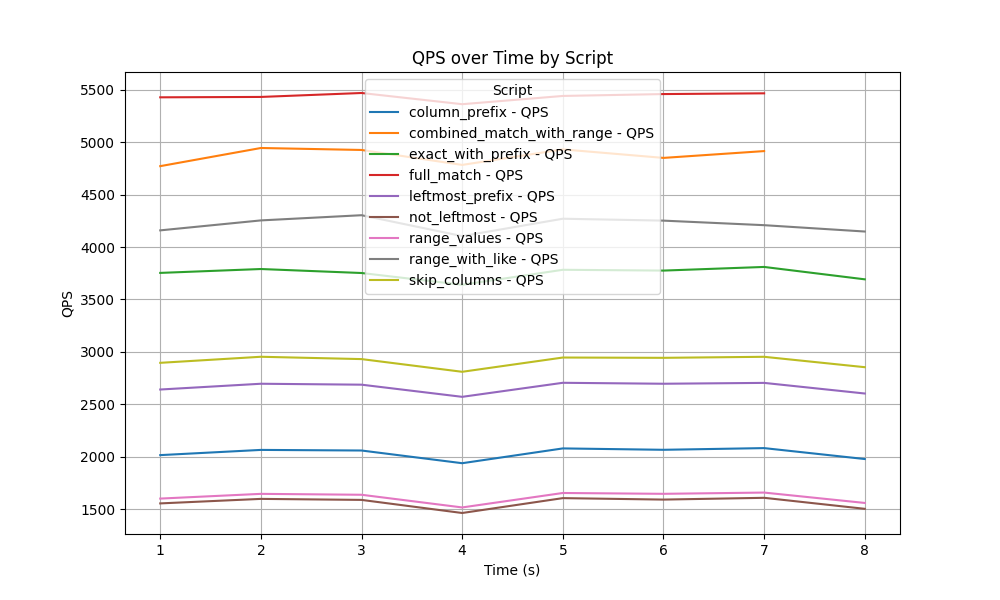 QPS over Time by Script
Script
column_prefix - QPS
combined_match_with_range - QPS
exact_with_prefix - QPS
full_match - QPS
leftmost_prefix - QPS
not_leftmost - QPS
range_values - QPS
range_with_like - QPS
skip_columns - QPS
QPS
5500
5000
4500
4000
3500
3000
2500
2000
1500
1 2 3 4 5 6 7 8
Time (s)